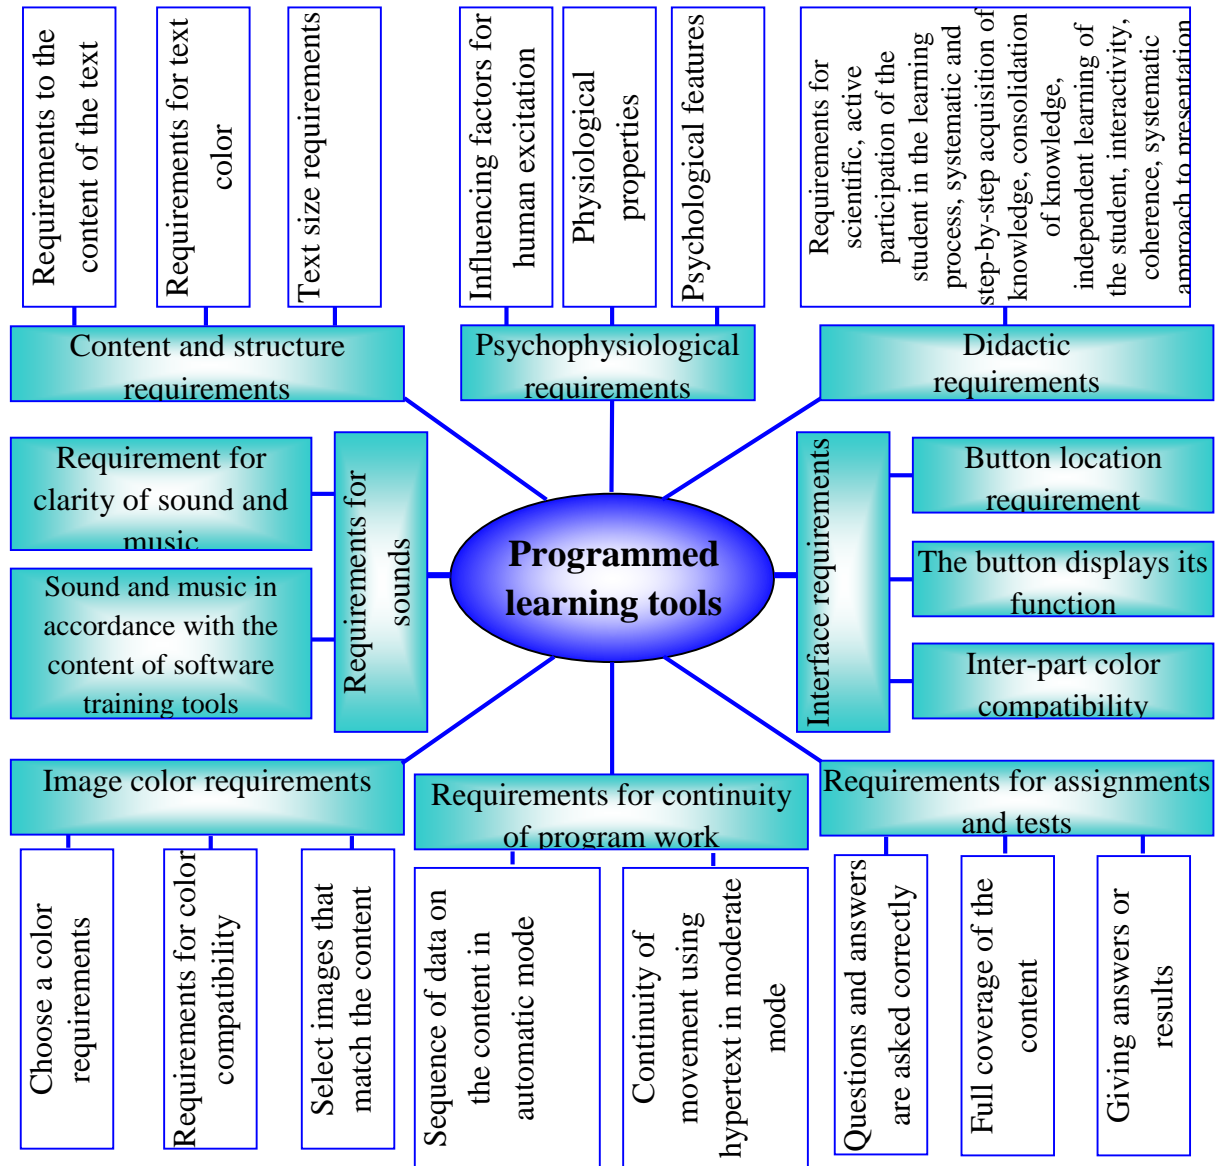 Requirements to the
content of the text
Requirements for text
color
Text size requirements
Influencing factors for
human excitation
Physiological
properties
Psychological features
Requirements for
scientific, active
participation of the
student in the learning
process, systematic and
step-by-step acquisition of
knowledge, consolidation
of knowledge,
independent learning of
the student, interactivity,
coherence, systematic
approach to presentation
Content and structure
requirements
Psychophysiological
requirements
Didactic
requirements
Requirement for
clarity of sound and
music
Sound and music in
accordance with the
content of software
training tools
Requirements for
sounds
Programmed
learning tools
Interface requirements
Button location
requirement
The button displays its
function
Inter-part color
compatibility
Image color requirements
Requirements for continuity
of program work
Requirements for assignments
and tests
Choose a color
requirements
Requirements for color
compatibility
Select images that
match the content
Sequence of data on
the content in
automatic mode
Continuity of
movement using
hypertext in moderate
mode
Questions and answers
are asked correctly
Full coverage of the
content
Giving answers or
results